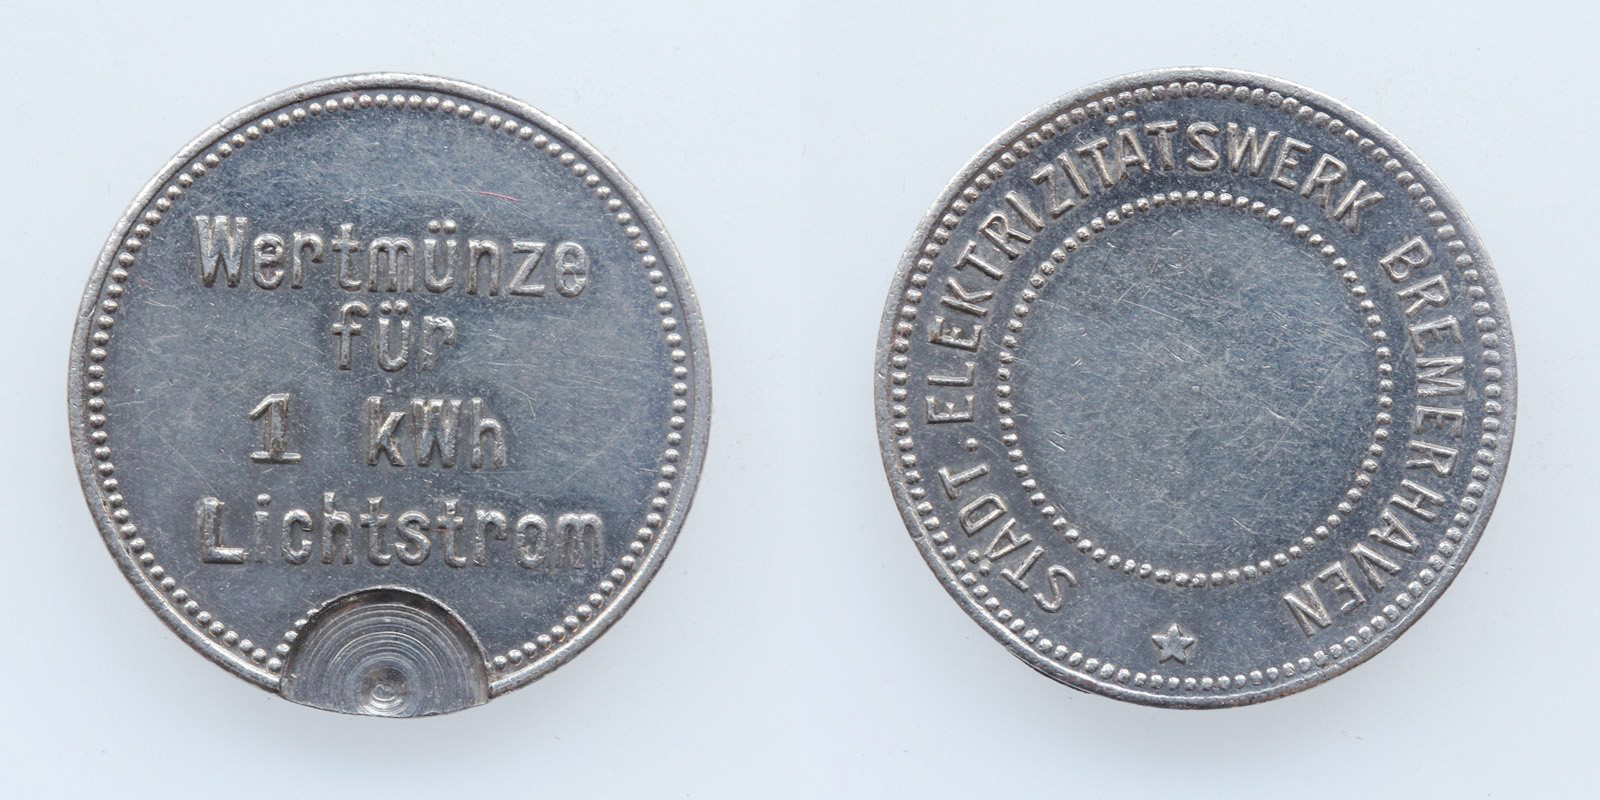 Wertmünze
für
1 kWh
Lichtstrom
STÄDT. ELEKTRIZITÄTSWERK BREMERHAVEN